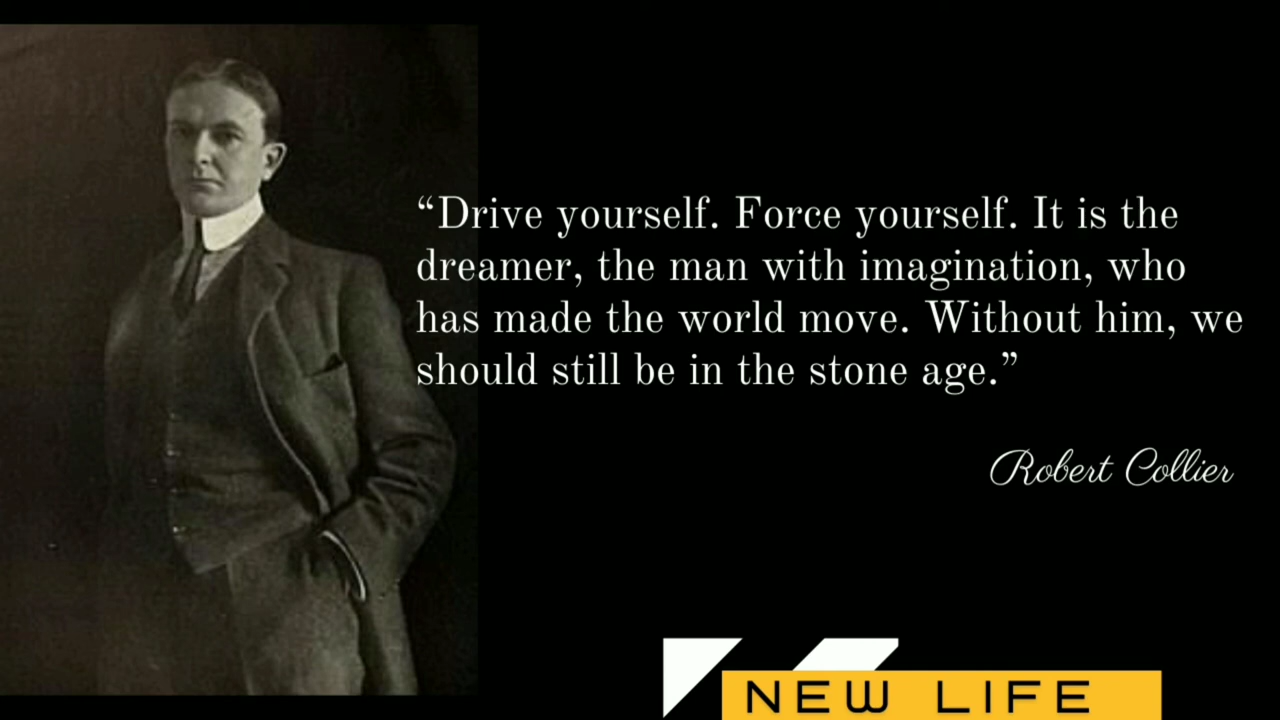 “Drive yourself. Force yourself. It is the
dreamer, the man with imagination, who
has made the world move. Without him, we
should still be in the stone age.”
Robert Collier
NEW LIFE